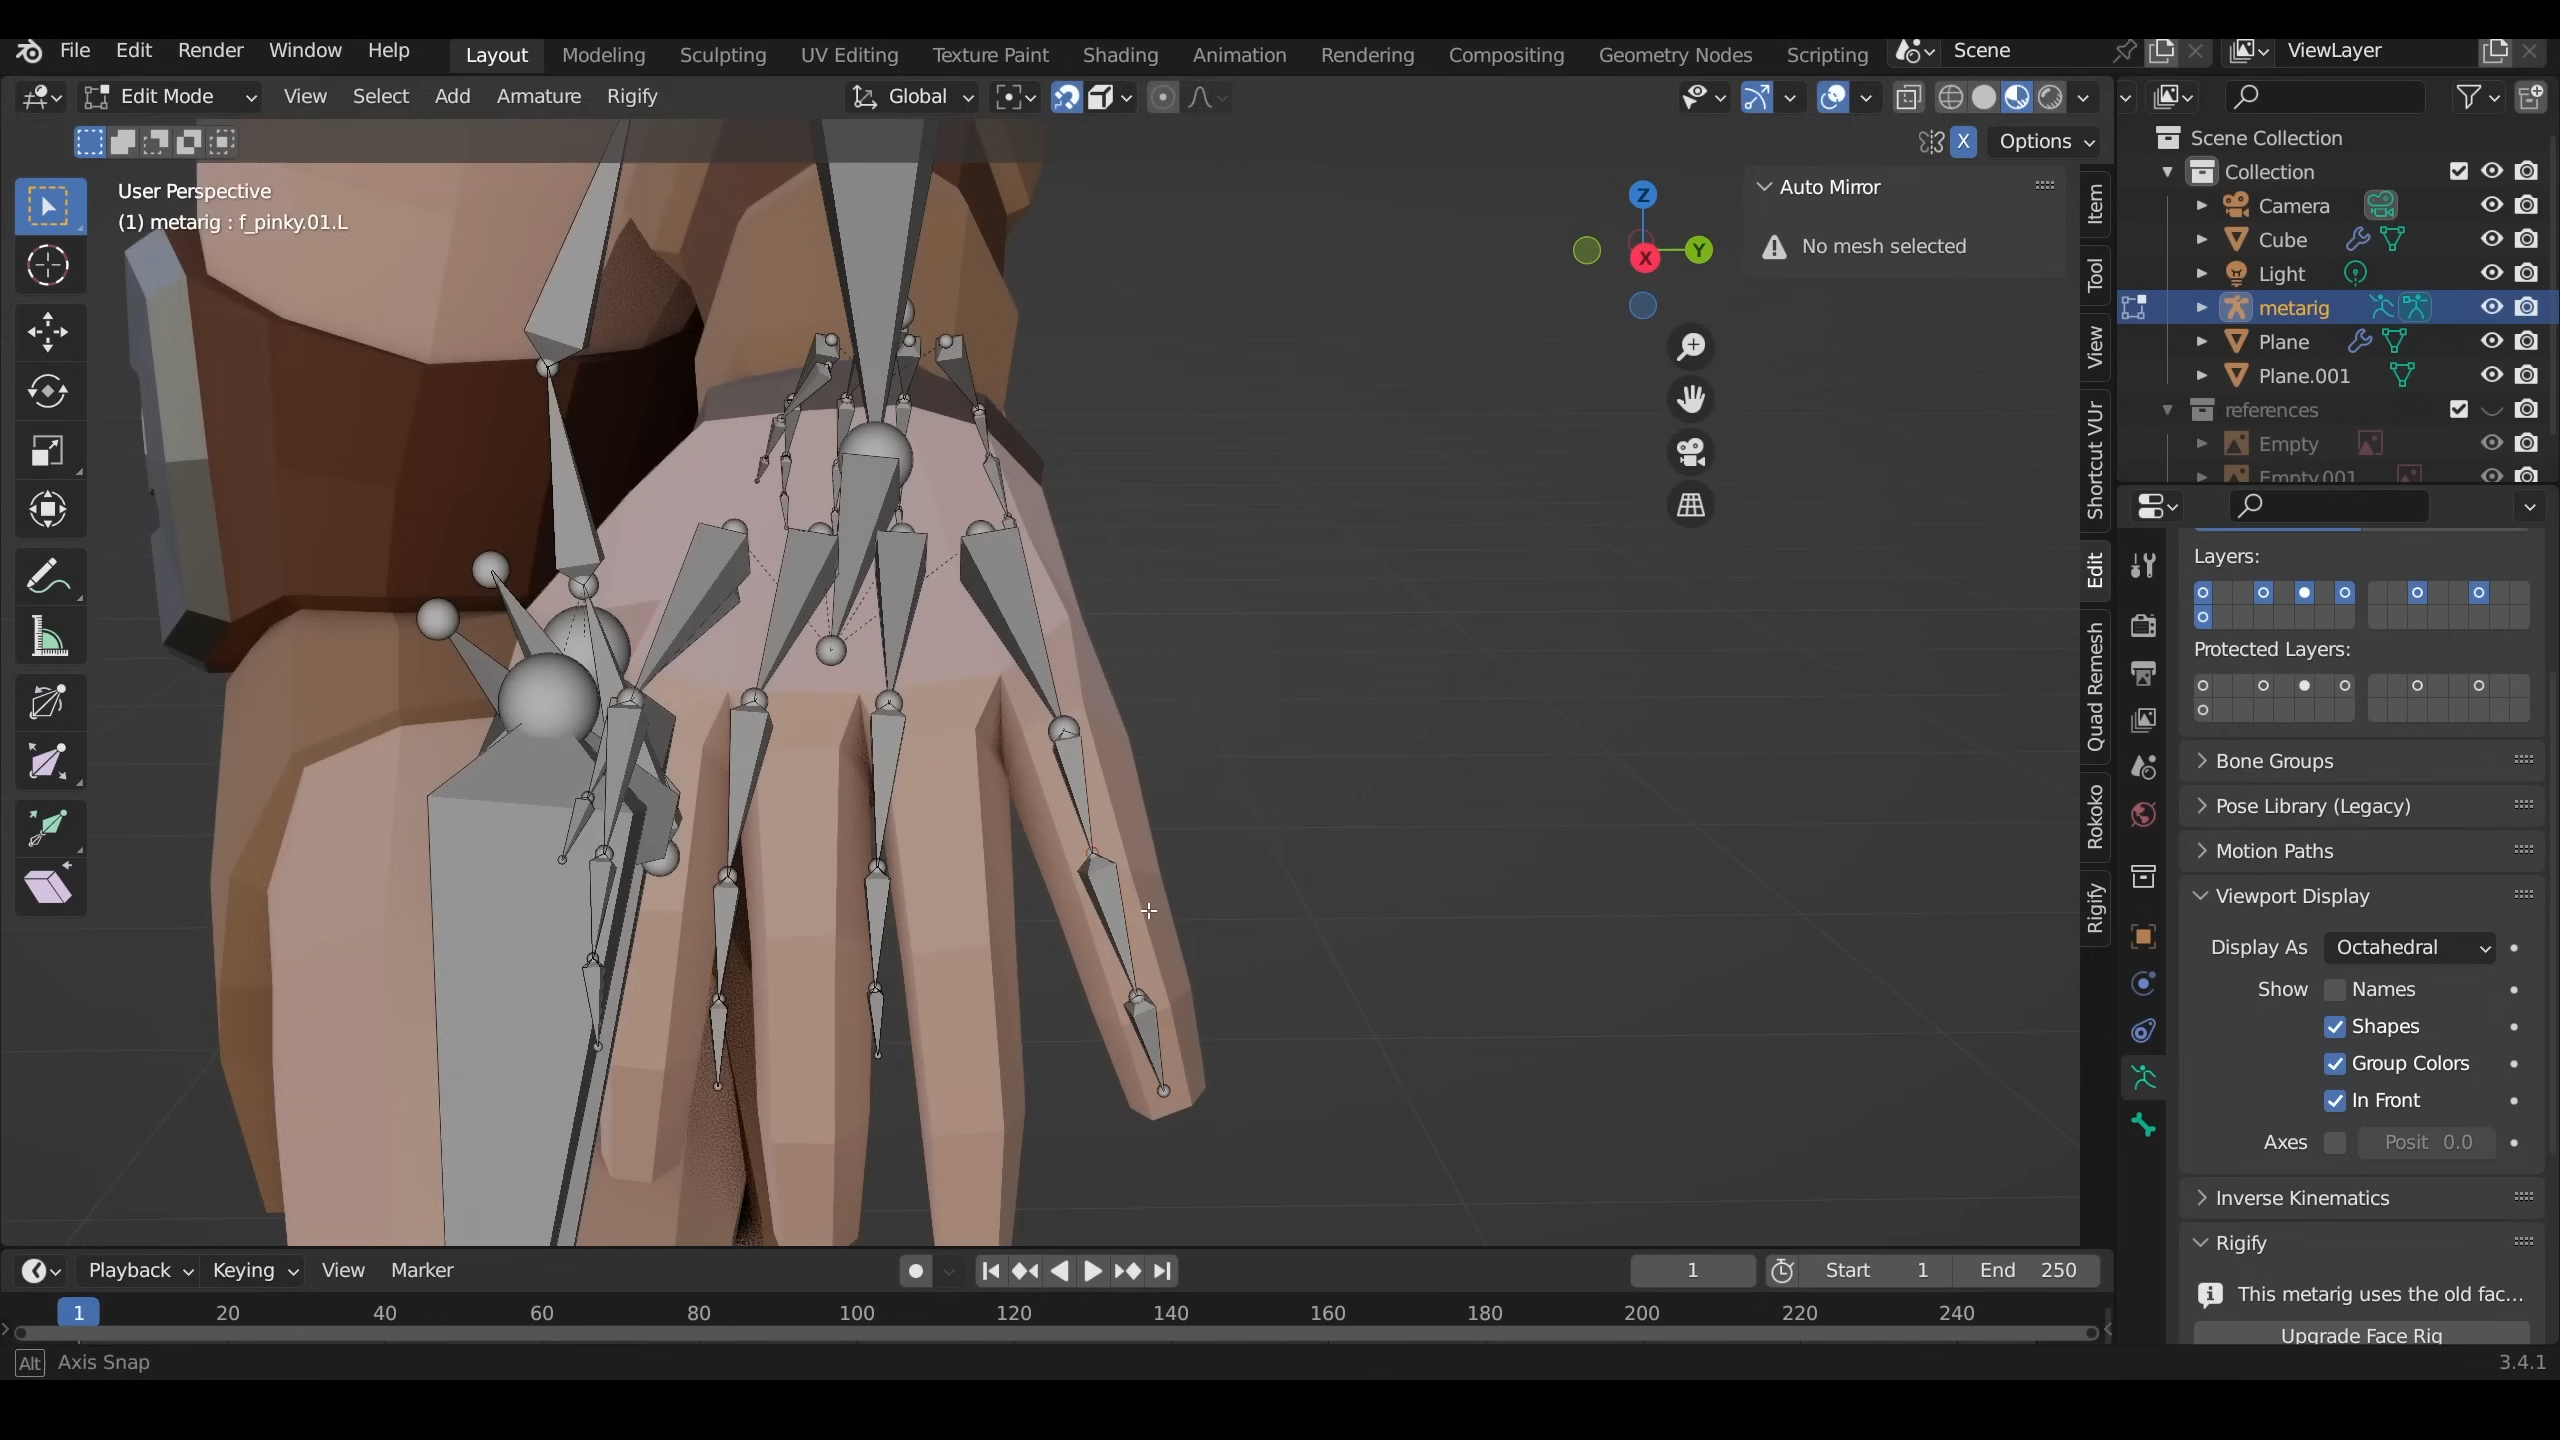 File Edit Render Window Help Layout Modeling Sculpting UV Editing Texture Paint Shading Animation Rendering Compositing Geometry Nodes Scripting Scene ViewLayer
Edit Mode View Select Add Armature Rigify Global
X Options
User Perspective
(1) metarig : f_pinky.01.L
Z
Y
X
Auto Mirror
No mesh selected
Item
Tool
View
Shortcut VUr
Edit
Quad Remesh
Rokoko
Rigify
Scene Collection
Collection
Camera
Cube
Light
metarig
Plane
Plane.001
references
Empty
Empty.001
Layers:
Protected Layers:
Bone Groups
Pose Library (Legacy)
Motion Paths
Viewport Display
Display As Octahedral
Show Names
Shapes
Group Colors
In Front
Axes Posit 0.0
Inverse Kinematics
Rigify
This metarig uses the old fac...
Upgrade Face Rig
Playback Keying View Marker 1 Start 1 End 250
1 20 40 60 80 100 120 140 160 180 200 220 240
Alt Axis Snap 3.4.1